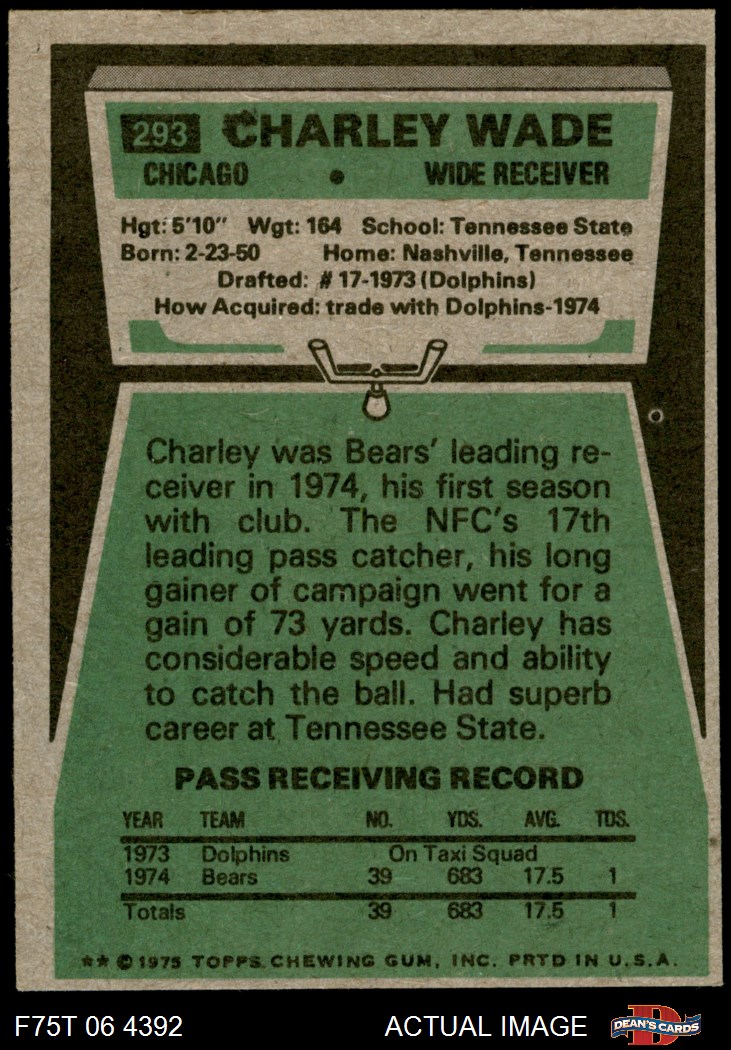 293 CHARLEY WADE
CHICAGO • WIDE RECEIVER
Hgt: 5'10" Wgt: 164 School: Tennessee State
Born: 2-23-50 Home: Nashville, Tennessee
Drafted: # 17-1973 (Dolphins)
How Acquired: trade with Dolphins-1974
Charley was Bears' leading re-
ceiver in 1974, his first season
with club. The NFC's 17th
leading pass catcher, his long
gainer of campaign went for a
gain of 73 yards. Charley has
considerable speed and ability
to catch the ball. Had superb
career at Tennessee State.
PASS RECEIVING RECORD
YEAR TEAM NO. YDS. AVG. TDS.
1973 Dolphins On Taxi Squad
1974 Bears 39 683 17.5 1
Totals 39 683 17.5 1
** © 1975 TOPPS CHEWING GUM, INC. PRTD IN U.S.A.
F75T 06 4392 ACTUAL IMAGE D DEAN'S CARDS